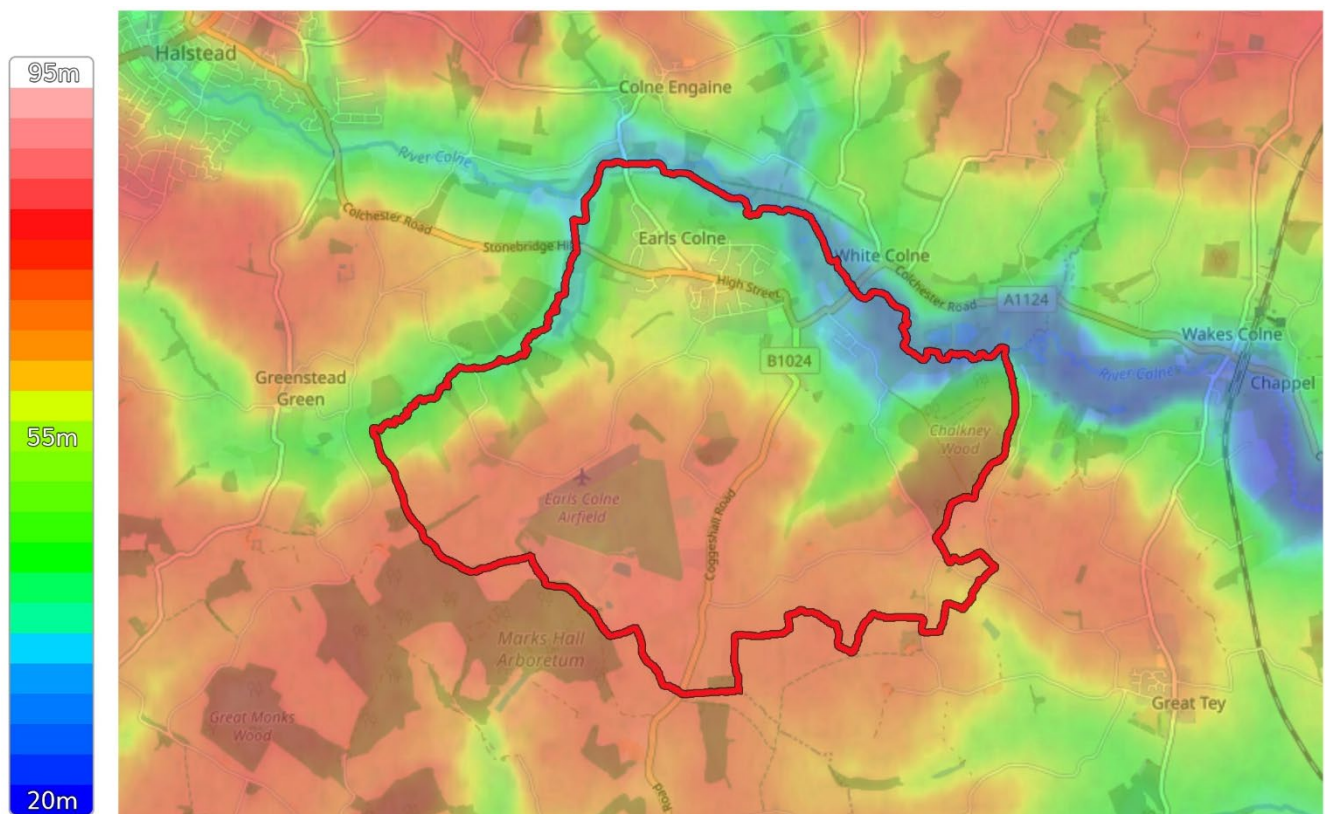 95m
55m
20m
Halstead
Colne Engaine
River Colne
Colchester Road
Stonebridge Hill
Earls Colne
High Street
White Colne
Colchester Road
A1124
Wakes Colne
B1024
River Colne
Chappel
Greenstead
Green
Chalkney
Wood
Earls Colne
Airfield
Coggeshall Road
Marks Hall
Arboretum
Great Monks
Wood
Great Tey
Road